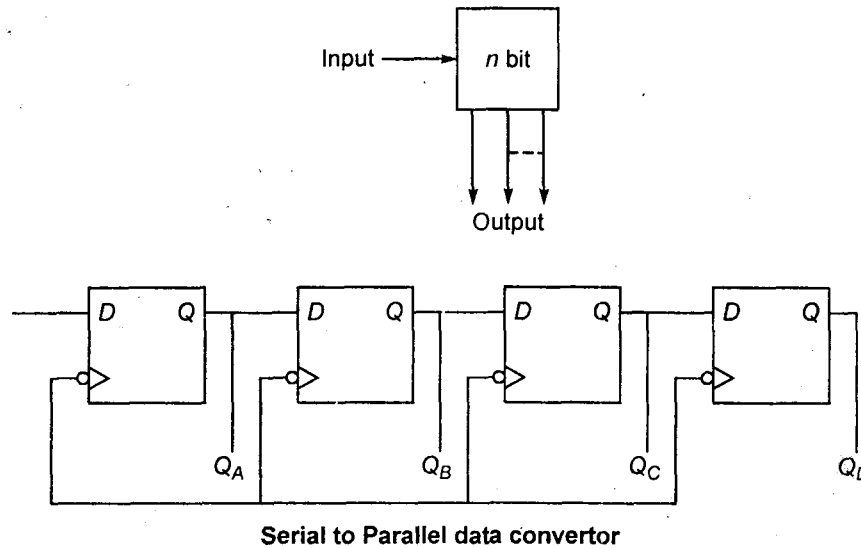 Input
n bit
Output
D Q D Q D Q D Q
Q_A Q_B Q_C
Serial to Parallel data convertor